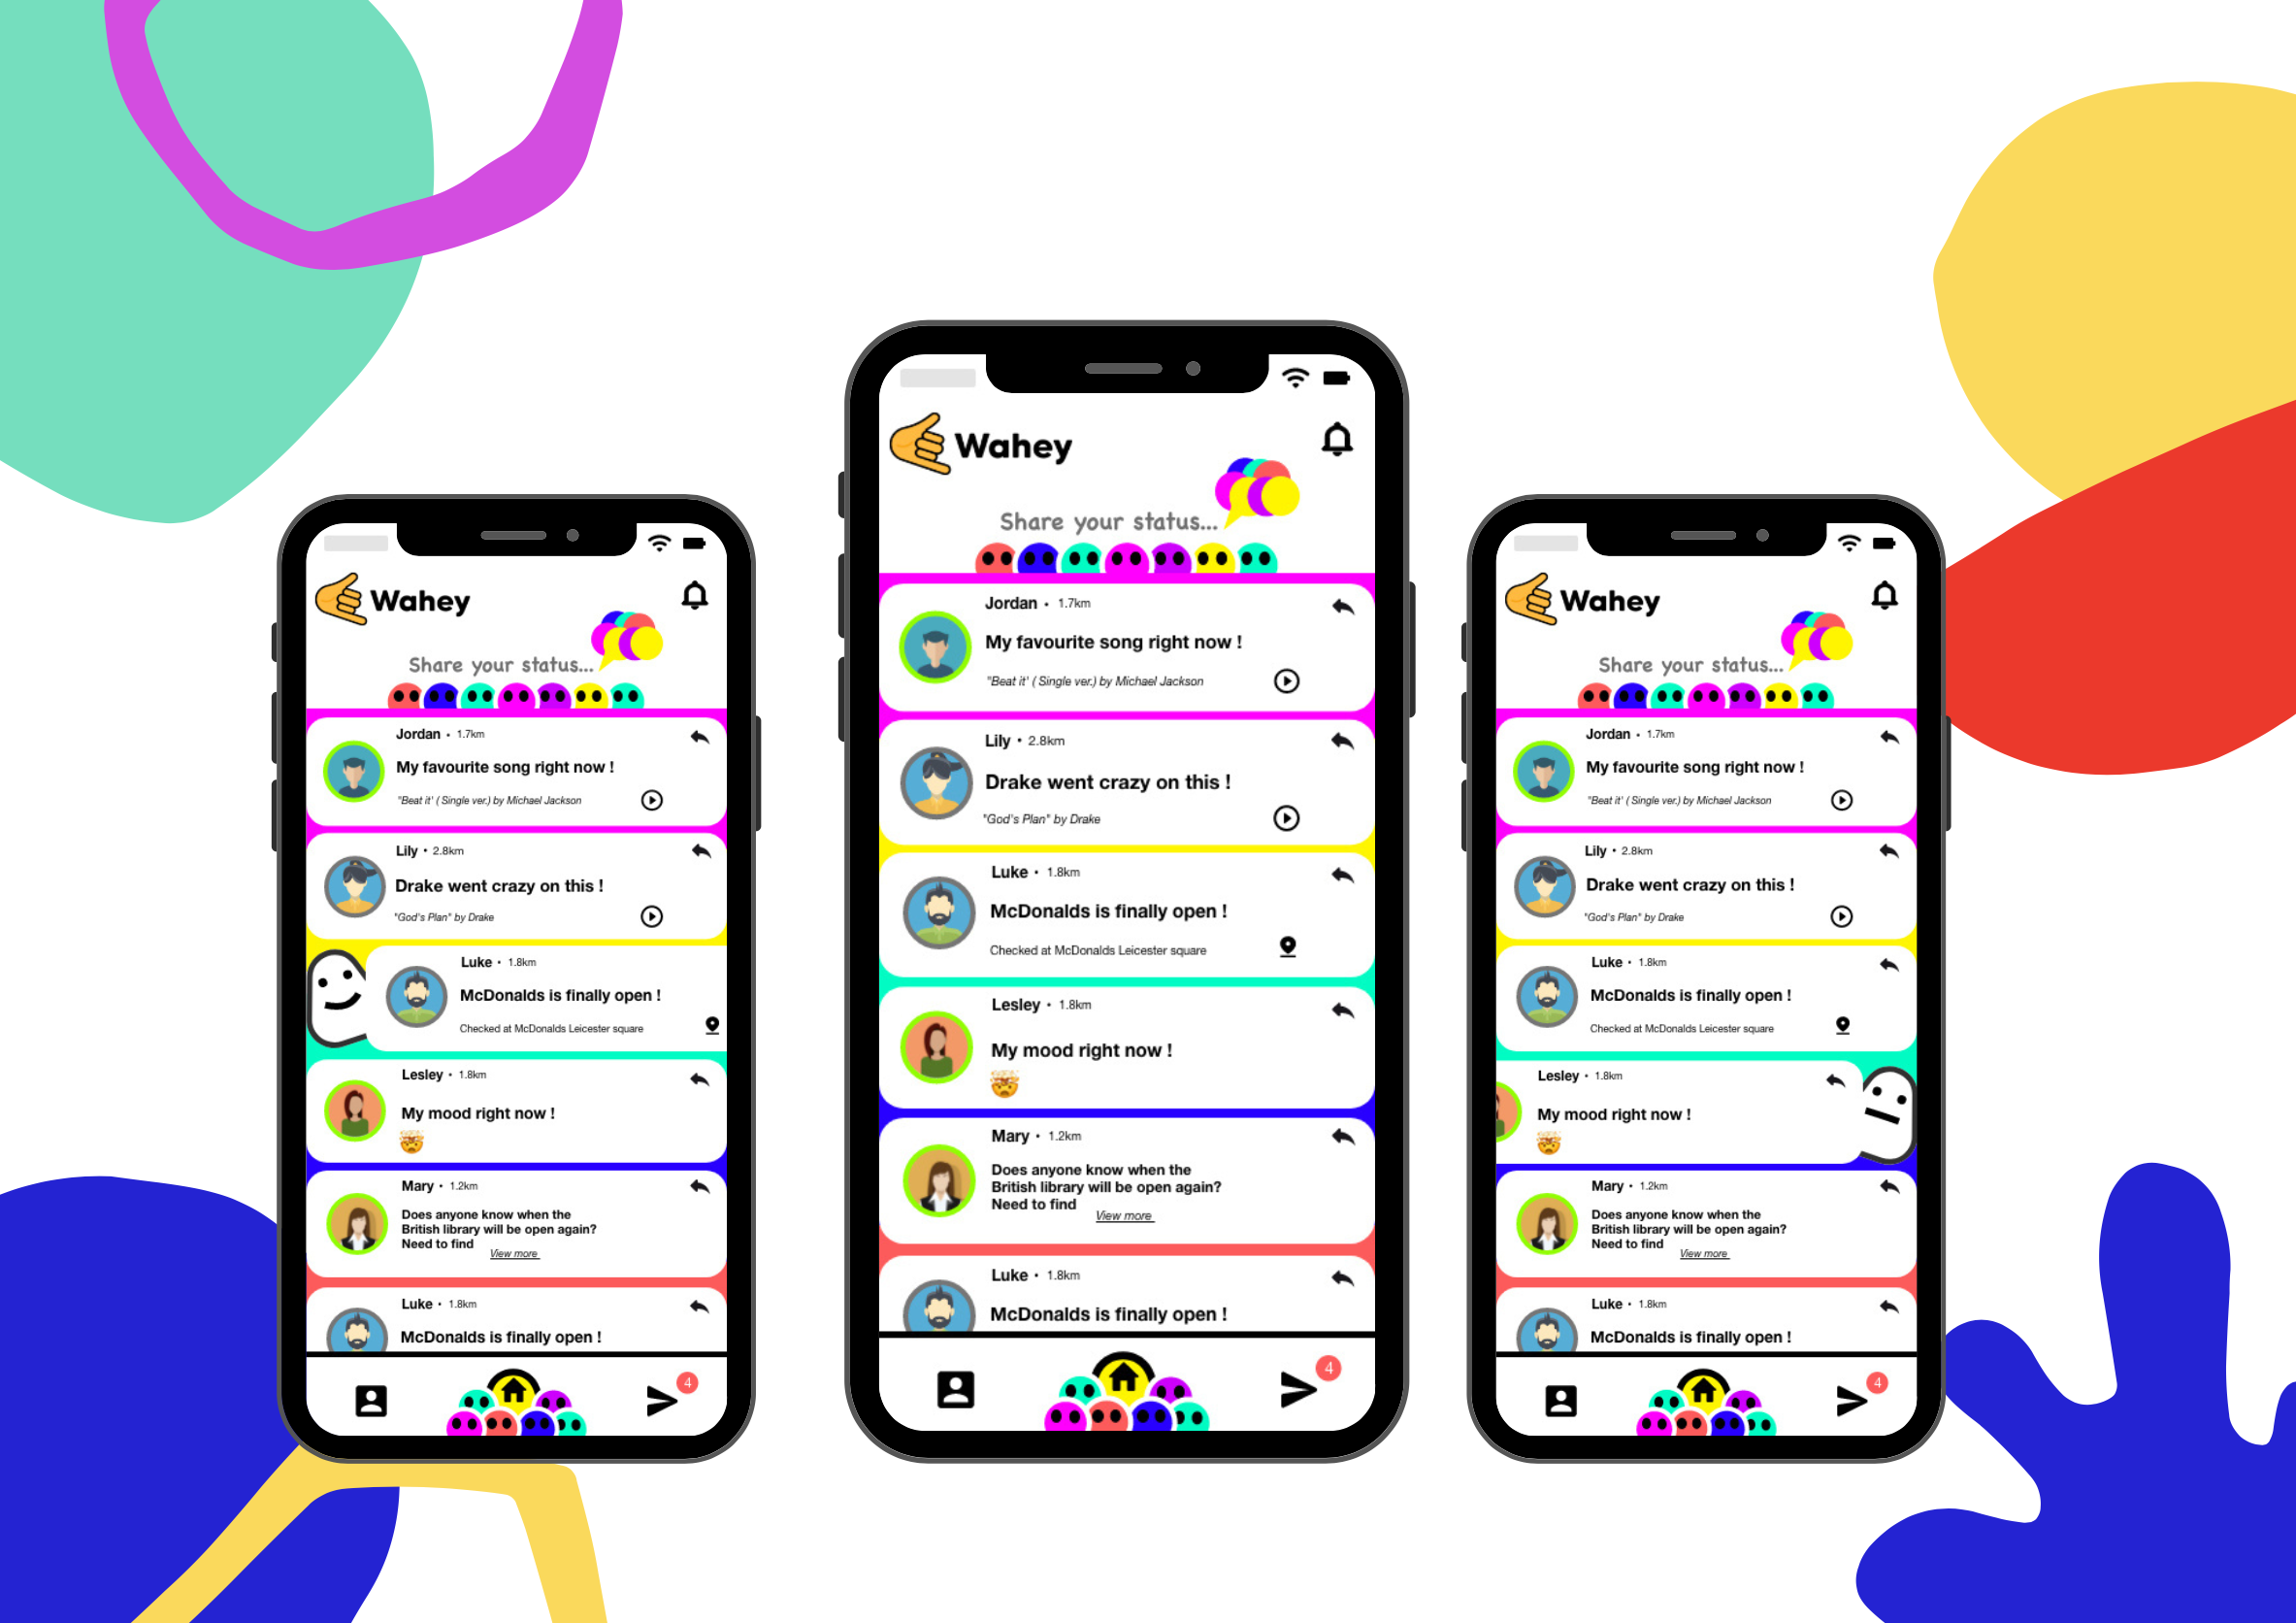 Wahey
Share your status...
Jordan • 1.7km
My favourite song right now !
"Beat it' ( Single ver.) by Michael Jackson
Lily • 2.8km
Drake went crazy on this !
"God's Plan" by Drake
Luke • 1.8km
McDonalds is finally open !
Checked at McDonalds Leicester square
Lesley • 1.8km
My mood right now !
Mary • 1.2km
Does anyone know when the
British library will be open again?
Need to find
View more
Luke • 1.8km
McDonalds is finally open !
4
Wahey
Share your status...
Jordan • 1.7km
My favourite song right now !
"Beat it' ( Single ver.) by Michael Jackson
Lily • 2.8km
Drake went crazy on this !
"God's Plan" by Drake
Luke • 1.8km
McDonalds is finally open !
Checked at McDonalds Leicester square
Lesley • 1.8km
My mood right now !
Mary • 1.2km
Does anyone know when the
British library will be open again?
Need to find
View more
Luke • 1.8km
McDonalds is finally open !
4
Wahey
Share your status...
Jordan • 1.7km
My favourite song right now !
"Beat it' ( Single ver.) by Michael Jackson
Lily • 2.8km
Drake went crazy on this !
"God's Plan" by Drake
Luke • 1.8km
McDonalds is finally open !
Checked at McDonalds Leicester square
Lesley • 1.8km
My mood right now !
Mary • 1.2km
Does anyone know when the
British library will be open again?
Need to find
View more
Luke • 1.8km
McDonalds is finally open !
4